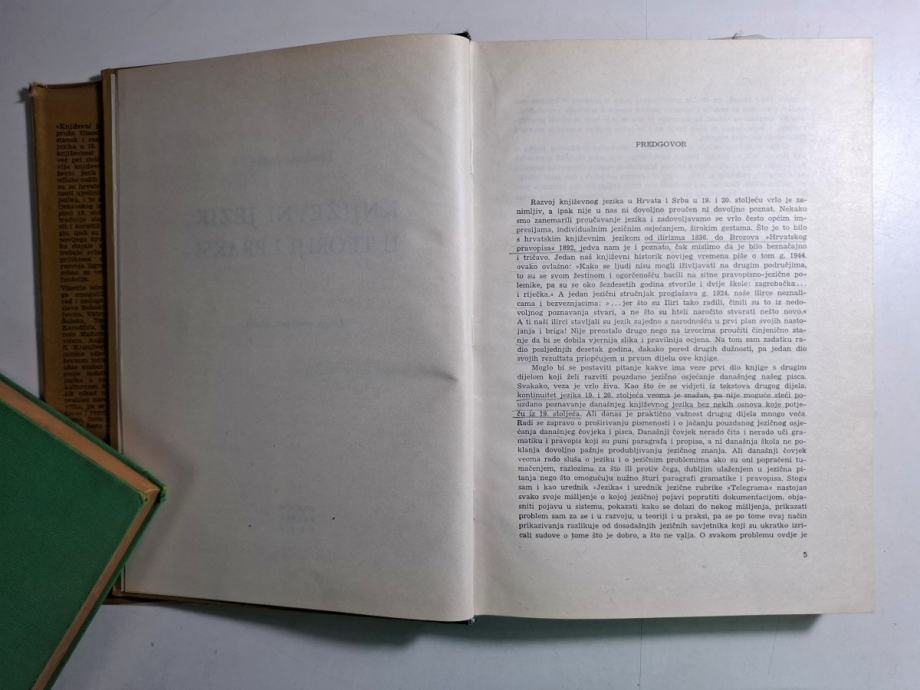 PREDGOVOR
Razvoj književnog jezika u Hrvata i Srba u 19. i 20. stoljeću vrlo je za-
nimljiv, a ipak nije u nas ni dovoljno proučen ni dovoljno poznat. Nekako
smo zanemarili proučavanje jezika i zadovoljavamo se vrlo često općim im-
presijama, individualnim jezičnim osjećanjem, širokim gestama. Što je to bilo
s hrvatskim književnim jezikom od ilirizma 1836. do Brozova »Hrvatskog
pravopisa« 1892, jedva nam je i poznato, čak mislimo da je bilo beznačajno
i tričavo. Jedan naš književni historik novijeg vremena piše o tom g. 1944.
ovako ovlašno: »Kako se ljudi nisu mogli iživljavati na drugim područjima,
to su se svom žestinom i ogorčenošću bacili na sitne pravopisno-jezične po-
lemike, pa su se oko šezdesetih godina stvorile i dvije škole: zagrebačka...
i riječka.« A jedan jezični stručnjak proglašava g. 1924. naše ilirce neznali-
cama i bezveznjacima: »...jer što su Iliri tako radili, činili su to iz nedo-
voljnog poznavanja stvari, a ne što su hteli naročito stvarati nešto novo.«
A ti naši ilirci stavljali su jezik zajedno s narodnošću u prvi plan svojih nasto-
janja i briga! Nije preostalo drugo nego na izvorima proučiti činjenično sta-
nje da bi se dobila vjernija slika i pravilnija ocjena. Na tom sam zadatku ra-
dio posljednjih desetak godina, dakako pored drugih dužnosti, pa jedan dio
svojih rezultata priopćujem u prvom dijelu ove knjige.
Moglo bi se postaviti pitanje kakve ima veze prvi dio knjige s drugim
dijelom koji želi razviti pouzdano jezično osjećanje današnjeg našeg pisca.
Svakako, veza je vrlo živa. Kao što će se vidjeti iz tekstova drugog dijela,
kontinuitet jezika 19. i 20. stoljeća veoma je snažan, pa nije moguće steći po-
uzdano poznavanje današnjeg književnog jezika bez nekih osnova koje potje-
ču iz 19. stoljeća. Ali danas je praktično važnost drugog dijela mnogo veća.
Radi se zapravo o proširivanju pismenosti i o jačanju pouzdanog jezičnog osje-
ćanja današnjeg čovjeka i pisca. Današnji čovjek nerado čita i nerado uči gra-
matiku i pravopis koji su puni paragrafa i propisa, a ni današnja škola ne po-
klanja dovoljno pažnje produbljivanju jezičnog znanja. Ali današnji čovjek
veoma rado sluša o jeziku i o jezičnim problemima ako su oni popraćeni tu-
mačenjem, razlozima za što ili protiv čega, dubljim ulaženjem u jezična pi-
tanja nego što omogućuju nužno šturi paragrafi gramatike i pravopisa. Stoga
sam i kao urednik »Jezika« i urednik jezične rubrike »Telegrama« nastojao
svako svoje mišljenje o kojoj jezičnoj pojavi popratiti dokumentacijom, obja-
sniti pojavu u sistemu, pokazati kako se dolazi do nekog mišljenja, prikazati
problem sam za se i u razvoju, u teoriji i u praksi, pa se po tome ovaj način
prikazivanja razlikuje od dosadašnjih jezičnih savjetnika koji su ukratko izri-
cali sudove o tome što je dobro, a što ne valja. O svakom problemu ovdje je
5